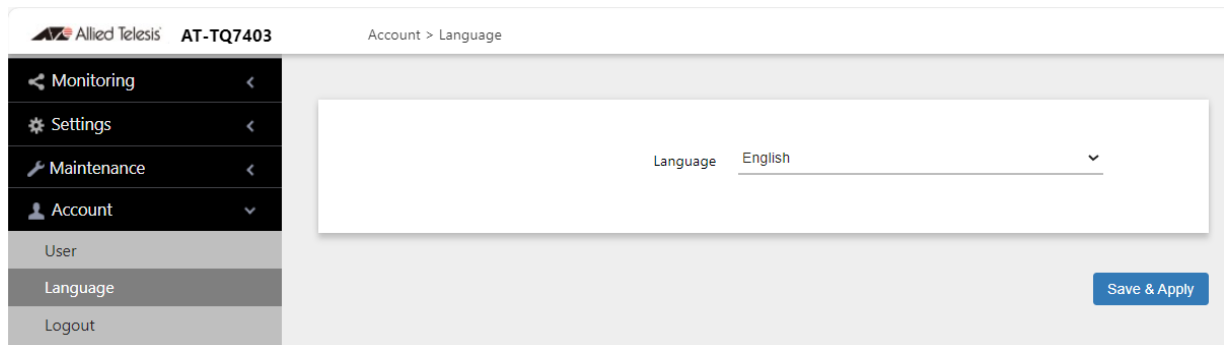 Allied Telesis AT-TQ7403 Account > Language
Monitoring
Settings
Maintenance
Account
User
Language
Logout
Language English
Save & Apply